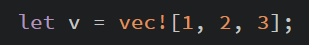 let v = vec![1, 2, 3];